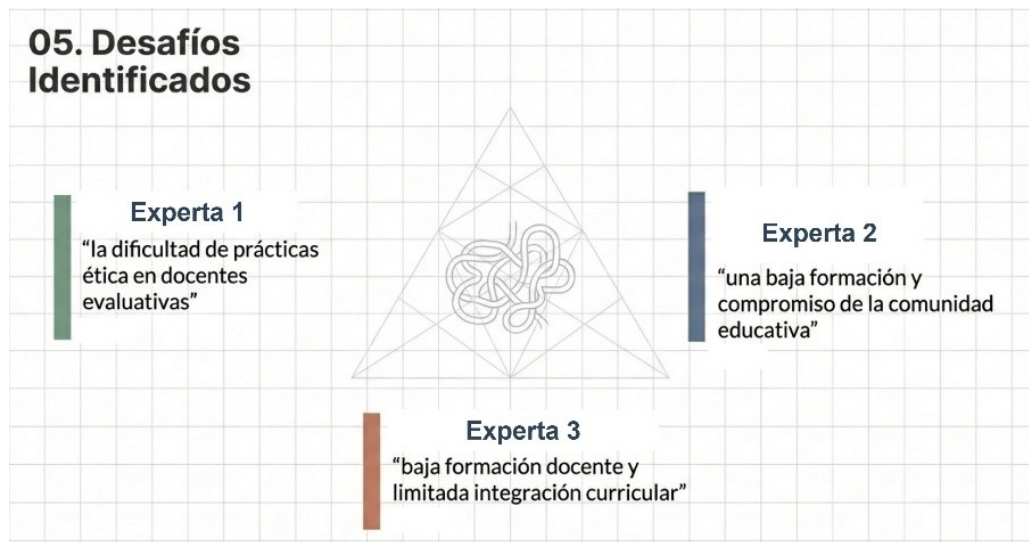 05. Desafíos
Identificados
Experta 1
“la dificultad de prácticas
ética en docentes
evaluativas”
Experta 2
“una baja formación y
compromiso de la comunidad
educativa”
Experta 3
“baja formación docente y
limitada integración curricular”